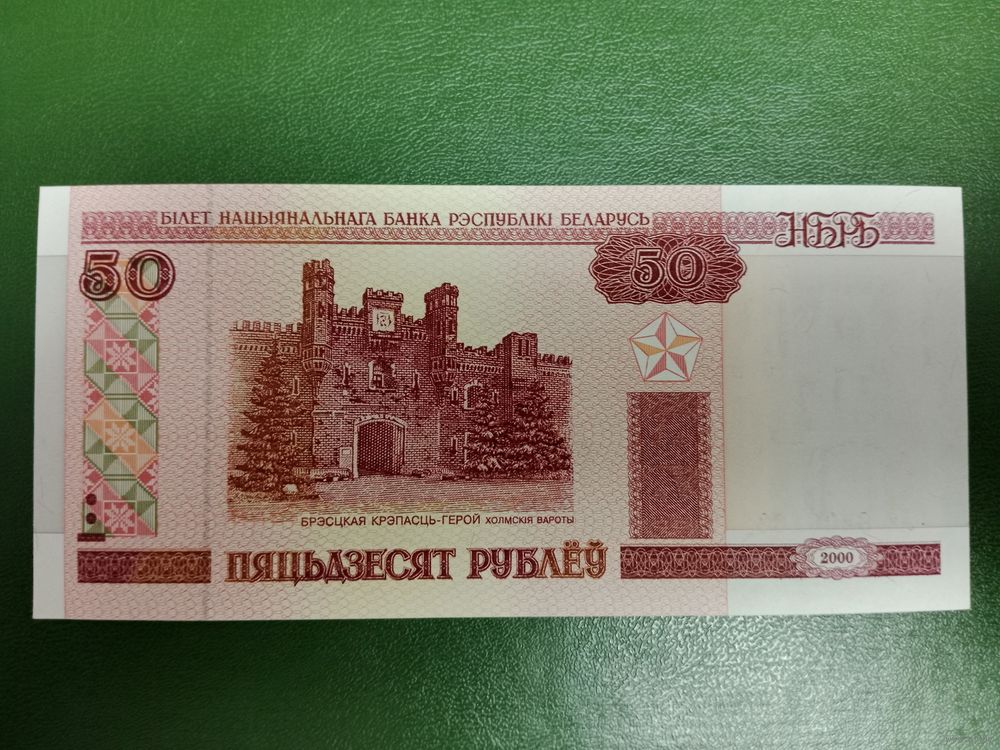 БІЛЕТ НАЦЫЯНАЛЬНАГА БАНКА РЭСПУБЛІКІ БЕЛАРУСЬ
НБРБ
50
50
БРЭСЦКАЯ КРЭПАСЦЬ-ГЕРОЙ ХОЛМСКІЯ ВАРОТЫ
ПЯЦЬДЗЕСЯТ РУБЛЁЎ
2000